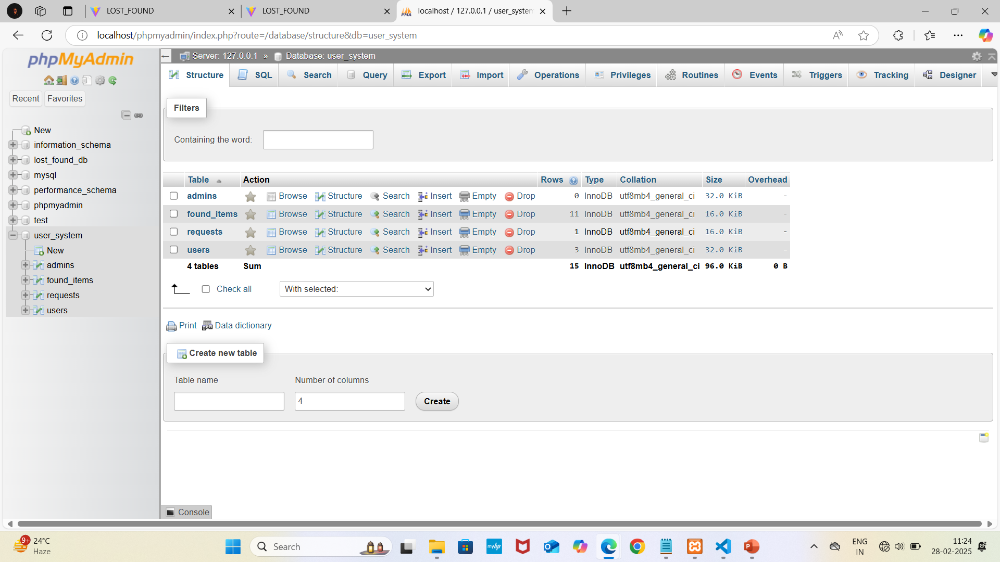 LOST_FOUND
LOST_FOUND
localhost / 127.0.0.1 / user_system
localhost/phpmyadmin/index.php?route=/database/structure&db=user_system
phpMyAdmin
Recent Favorites
New
information_schema
lost_found_db
mysql
performance_schema
phpmyadmin
test
user_system
New
admins
found_items
requests
users
Server: 127.0.0.1 » Database: user_system
Structure SQL Search Query Export Import Operations Privileges Routines Events Triggers Tracking Designer
Filters
Containing the word:
Table Action Rows Type Collation Size Overhead
admins Browse Structure Search Insert Empty Drop 0 InnoDB utf8mb4_general_ci 32.0 KiB -
found_items Browse Structure Search Insert Empty Drop 11 InnoDB utf8mb4_general_ci 16.0 KiB -
requests Browse Structure Search Insert Empty Drop 1 InnoDB utf8mb4_general_ci 16.0 KiB -
users Browse Structure Search Insert Empty Drop 3 InnoDB utf8mb4_general_ci 32.0 KiB -
4 tables Sum 15 InnoDB utf8mb4_general_ci 96.0 KiB 0 B
Check all With selected:
Print Data dictionary
Create new table
Table name Number of columns
4 Create
Console
9+ 24°C
Haze
Search
myhp
ENG
IN
11:24
28-02-2025